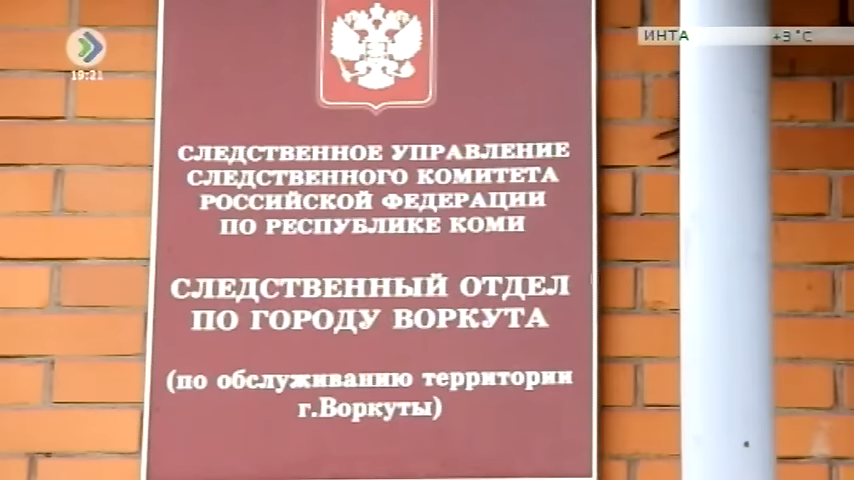 19:21
ИНТА +3°C
СЛЕДСТВЕННОЕ УПРАВЛЕНИЕ
СЛЕДСТВЕННОГО КОМИТЕТА
РОССИЙСКОЙ ФЕДЕРАЦИИ
ПО РЕСПУБЛИКЕ КОМИ
СЛЕДСТВЕННЫЙ ОТДЕЛ
ПО ГОРОДУ ВОРКУТА
(по обслуживанию территории
г.Воркуты)